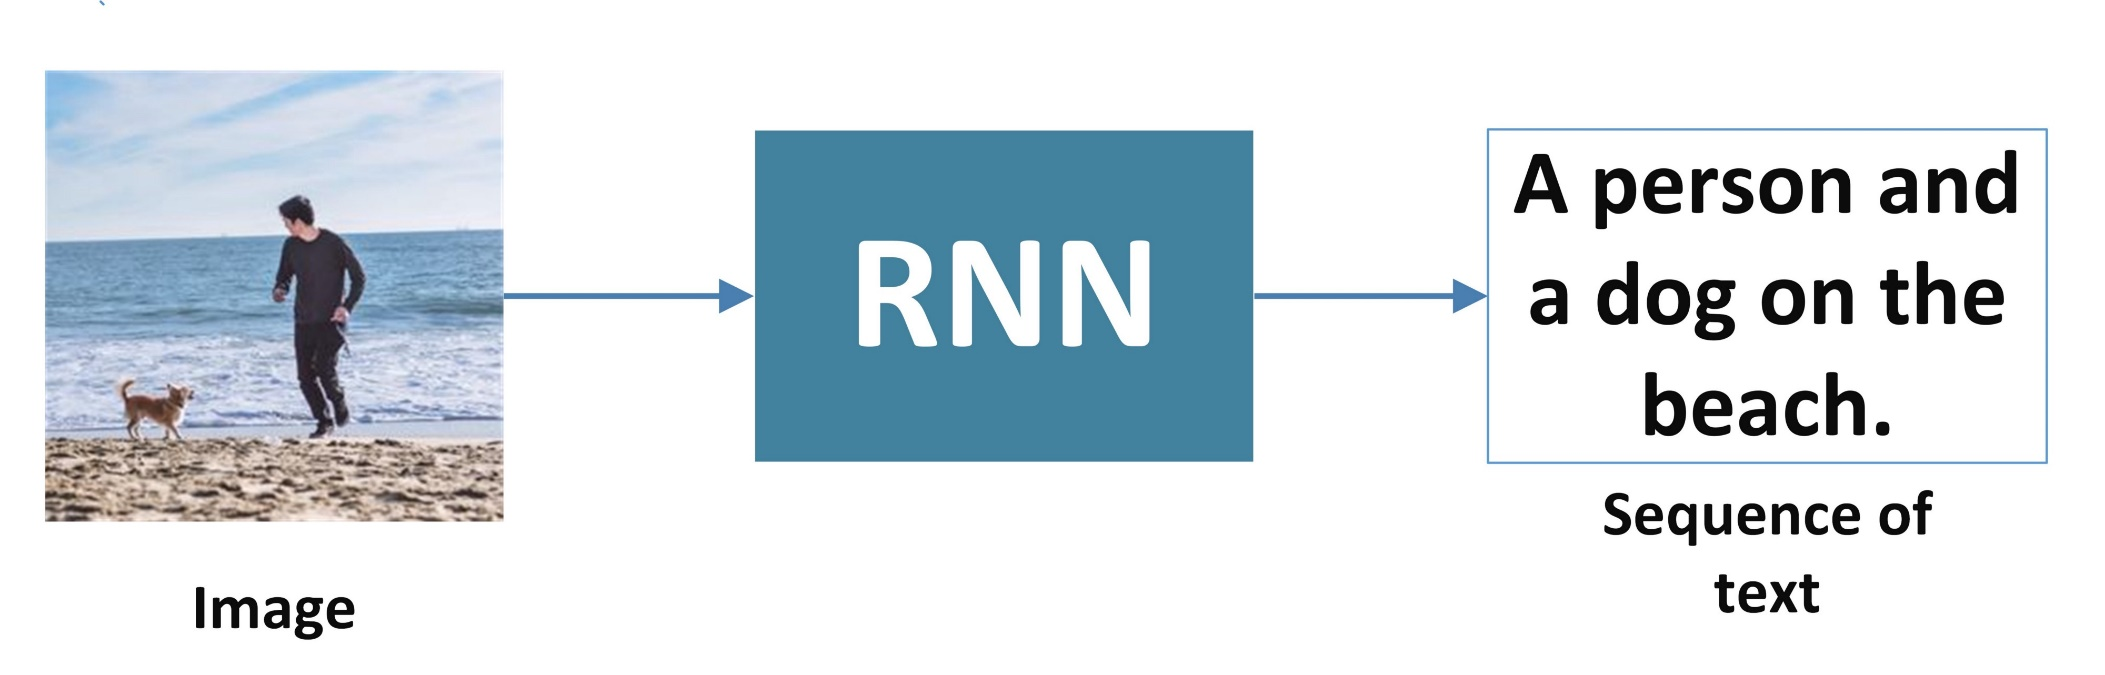 Image
RNN
A person and
a dog on the
beach.
Sequence of
text